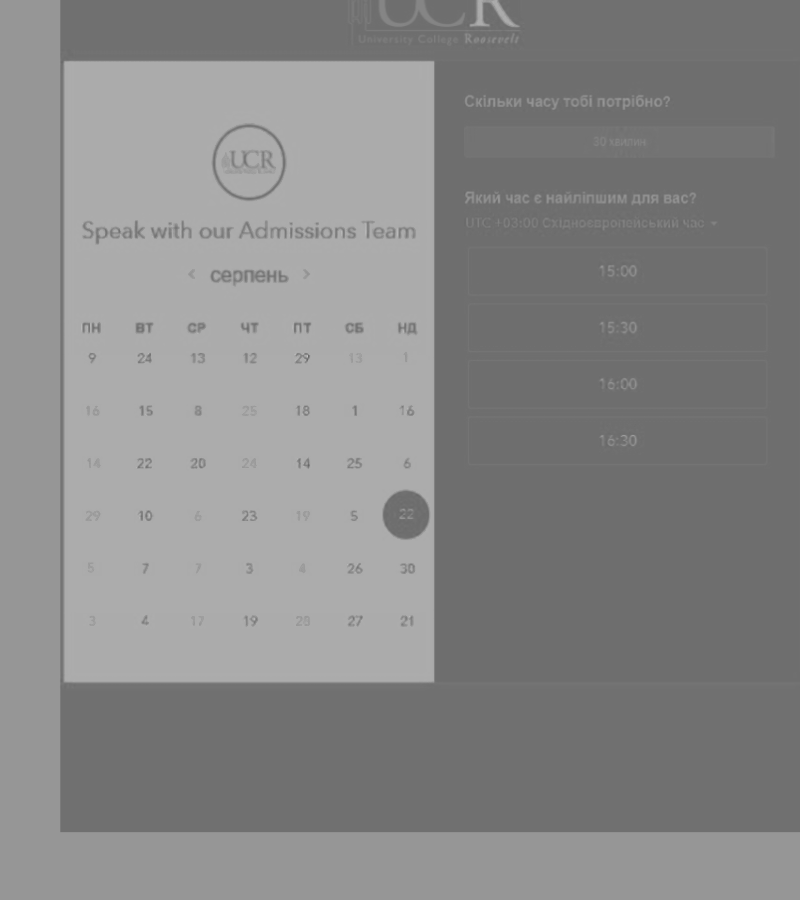 UCR
University College Roosevelt
UCR
Speak with our Admissions Team
‹ серпень ›
ПН ВТ СР ЧТ ПТ СБ НД
9 24 13 12 29 13 1
16 15 8 25 18 1 16
14 22 20 24 14 25 6
29 10 6 23 19 5 22
5 7 7 3 4 26 30
3 4 17 19 28 27 21
Скільки часу тобі потрібно?
30 хвилин
Який час є найліпшим для вас?
UTC +03:00 Східноєвропейський час
15:00
15:30
16:00
16:30